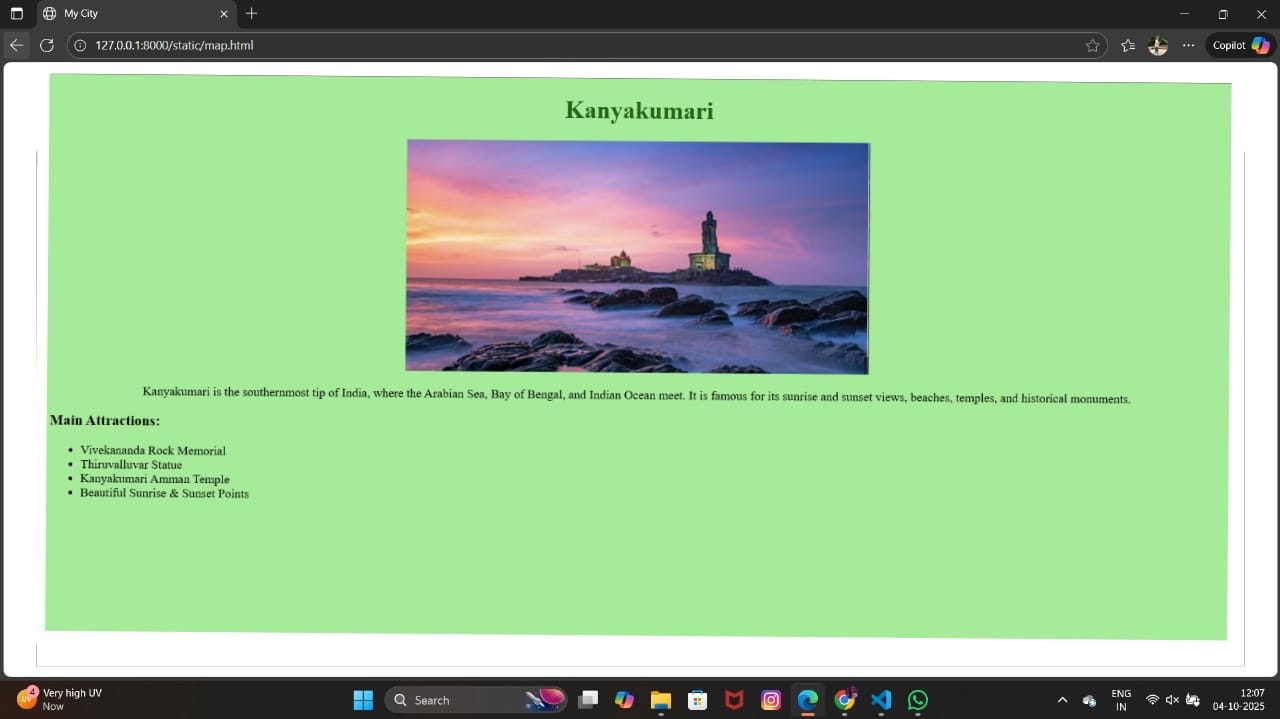 My City
127.0.0.1:8000/static/map.html
Copilot
Kanyakumari
Kanyakumari is the southernmost tip of India, where the Arabian Sea, Bay of Bengal, and Indian Ocean meet. It is famous for its sunrise and sunset views, beaches, temples, and historical monuments.
Main Attractions:
• Vivekananda Rock Memorial
• Thiruvalluvar Statue
• Kanyakumari Amman Temple
• Beautiful Sunrise & Sunset Points
4
Very high UV
Now
Search
ENG
IN
12:07
04-10-2025